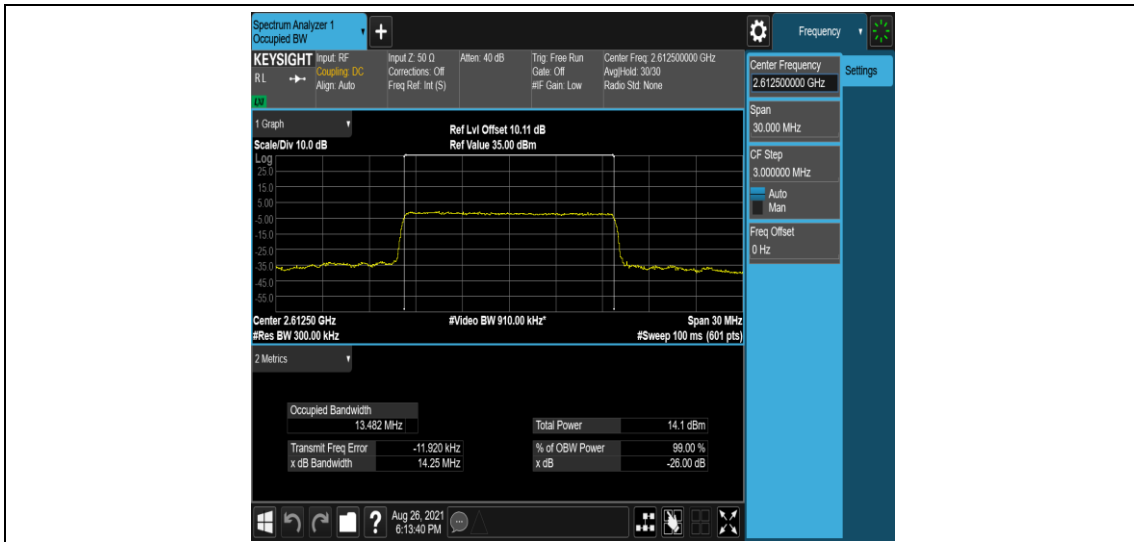 Spectrum Analyzer 1
Occupied BW
Frequency
KEYSIGHT
RL
LXI
Input: RF
Coupling: DC
Align: Auto
Input Z: 50 Ω
Corrections: Off
Freq Ref: Int (S)
Atten: 40 dB
Trig: Free Run
Gate: Off
#IF Gain: Low
Center Freq: 2.612500000 GHz
Avg|Hold: 30/30
Radio Std: None
Center Frequency
2.612500000 GHz
Settings
Span
30.000 MHz
CF Step
3.000000 MHz
Auto
Man
Freq Offset
0 Hz
1 Graph
Ref Lvl Offset 10.11 dB
Scale/Div 10.0 dB
Ref Value 35.00 dBm
Log
25.0
15.0
5.00
-5.00
-15.0
-25.0
-35.0
-45.0
-55.0
Center 2.61250 GHz
#Video BW 910.00 kHz*
Span 30 MHz
#Res BW 300.00 kHz
#Sweep 100 ms (601 pts)
2 Metrics
Occupied Bandwidth
13.482 MHz
Total Power 14.1 dBm
Transmit Freq Error -11.920 kHz
% of OBW Power 99.00 %
x dB Bandwidth 14.25 MHz
x dB -26.00 dB
?
Aug 26, 2021
6:13:40 PM